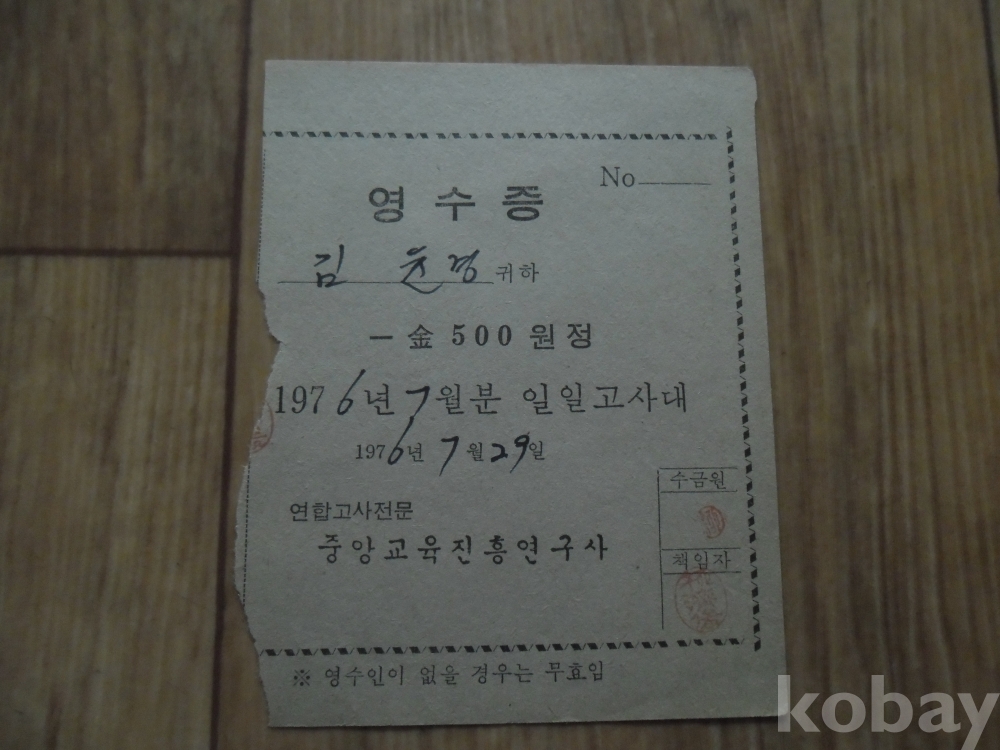 No
영수증
김 윤경 귀하
一金 500 원정
1976년 7월분 일일고사대
1976년 7월 29일
수금원
연합고사전문
중앙교육진흥연구사
책임자
※ 영수인이 없을 경우는 무효임
kobay